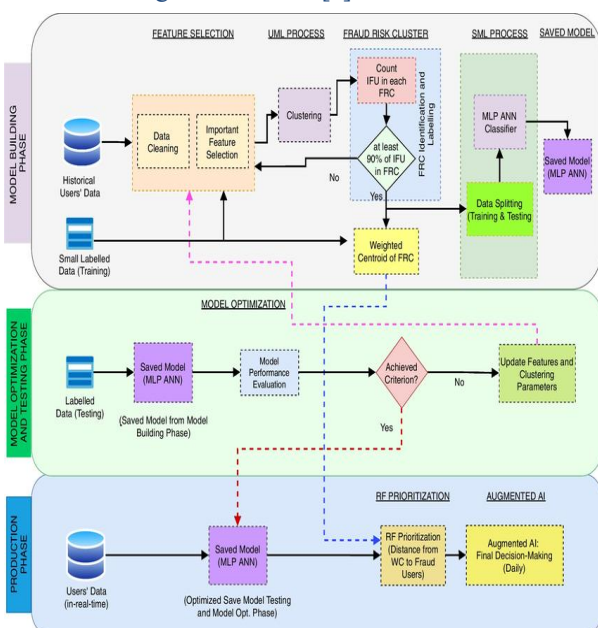 FEATURE SELECTION
UML PROCESS
FRAUD RISK CLUSTER
SML PROCESS
SAVED MODEL
MODEL BUILDING
PHASE
Historical
Users' Data
Data
Cleaning
Important
Feature
Selection
Clustering
Count
IFU in each
FRC
at least
90% of IFU
in FRC
No
Yes
FRC Identification and
Labelling
MLP ANN
Classifier
Saved Model
(MLP ANN)
Data Splitting
(Training & Testing
Small Labelled
Data (Training)
Weighted
Centroid of FRC
MODEL OPTIMIZATION
AND TESTING PHASE
MODEL OPTIMIZATION
Labelled
Data (Testing)
Saved Model
(MLP ANN)
(Saved Model from Model
Building Phase)
Model
Performance
Evaluation
Achieved
Criterion?
No
Yes
Update Features and
Clustering
Parameters
PRODUCTION
PHASE
RF PRIORITIZATION
AUGMENTED AI
Users' Data
(in-real-time)
Saved Model
(MLP ANN)
(Optimized Save Model Testing
and Model Opt. Phase)
RF Prioritization
(Distance from
WC to Fraud
Users)
Augmented AI:
Final Decision-Making
(Daily)